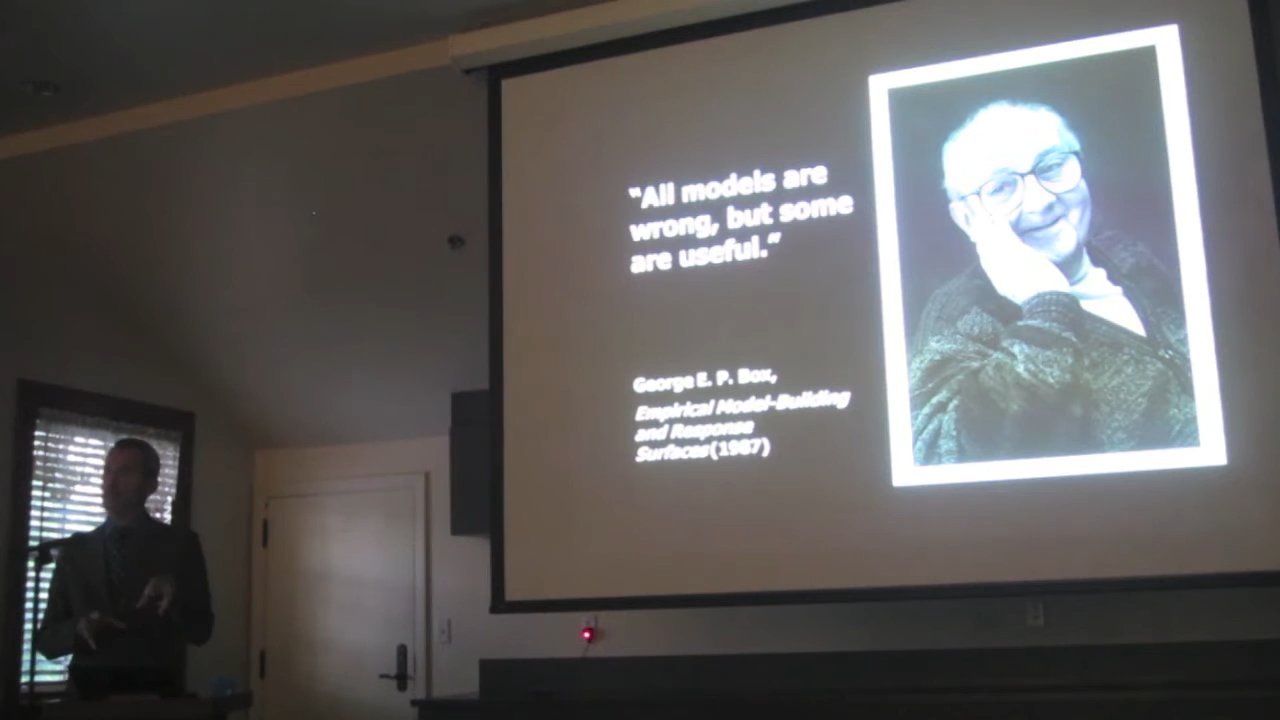 “All models are
wrong, but some
are useful.”
George E. P. Box,
Empirical Model-Building
and Response
Surfaces(1987)